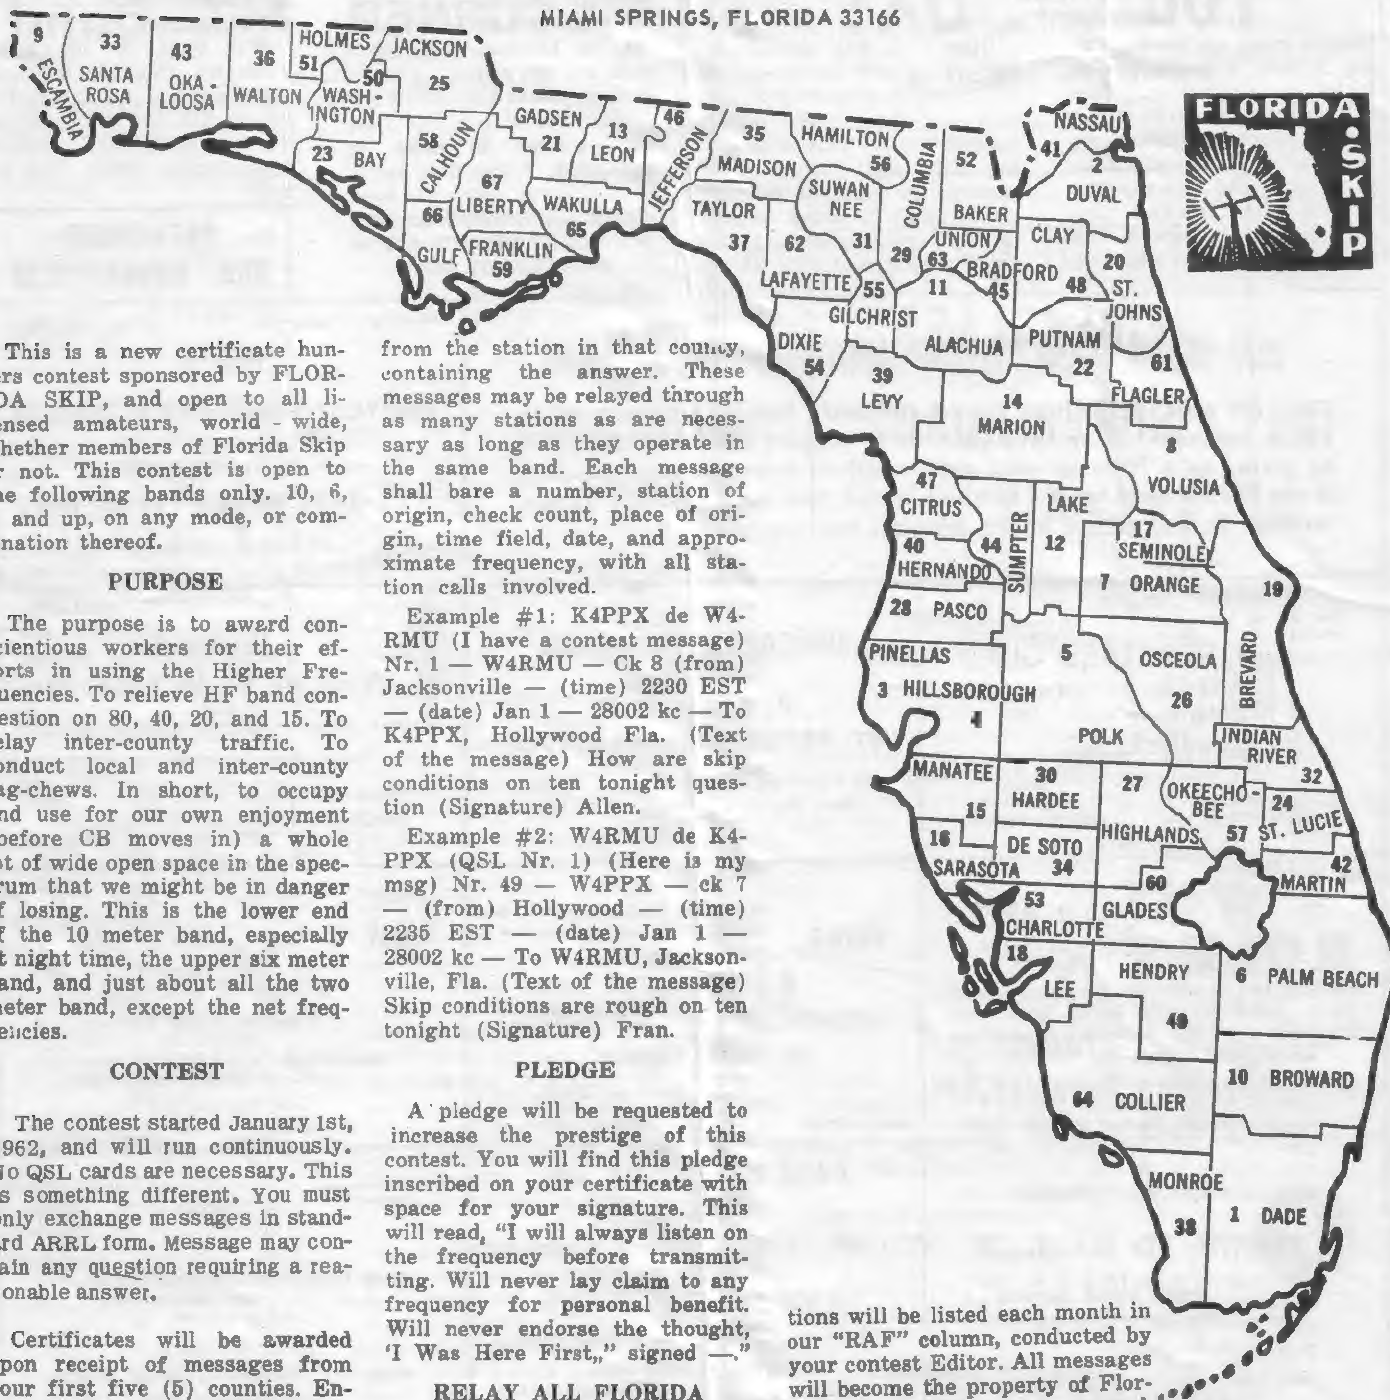 MIAMI SPRINGS, FLORIDA 33166
FLORIDA
SKIP
9
ESCAMBIA
33
SANTA
ROSA
43
OKA-
LOOSA
36
WALTON
HOLMES
51
50
WASH-
INGTON
JACKSON
25
23
BAY
58
CALHOUN
66
GULF
67
LIBERTY
FRANKLIN
59
GADSEN
21
13
LEON
WAKULLA
65
46
JEFFERSON
35
MADISON
TAYLOR
37
HAMILTON
56
SUWAN
NEE
31
62
LAFAYETTE
COLUMBIA
29
52
BAKER
NASSAU
41
2
DUVAL
UNION
63
BRADFORD
45
11
ALACHUA
CLAY
48
20
ST.
JOHNS
55
GILCHRIST
DIXIE
54
39
LEVY
PUTNAM
22
61
FLAGLER
14
MARION
8
VOLUSIA
47
CITRUS
40
HERNANDO
44
SUMPTER
LAKE
12
17
SEMINOLE
7 ORANGE
19
BREVARD
28 PASCO
PINELLAS
3 HILLSBOROUGH
4
5
POLK
OSCEOLA
26
INDIAN
RIVER
32
MANATEE
15
30
HARDEE
27
HIGHLANDS
OKEECHO-
BEE
57
24
ST. LUCIE
16
SARASOTA
DE SOTO
34
42
MARTIN
53
CHARLOTTE
60
GLADES
18
LEE
HENDRY
49
6 PALM BEACH
10 BROWARD
64 COLLIER
MONROE
38
1 DADE
This is a new certificate hun-
ers contest sponsored by FLOR-
DA SKIP, and open to all li-
ensed amateurs, world - wide,
hether members of Florida Skip
r not. This contest is open to
he following bands only. 10, 6,
and up, on any mode, or com-
nation thereof.
PURPOSE
The purpose is to award con-
cientious workers for their ef-
orts in using the Higher Fre-
uencies. To relieve HF band con-
estion on 80, 40, 20, and 15. To
elay inter-county traffic. To
onduct local and inter-county
ag-chews. In short, to occupy
nd use for our own enjoyment
before CB moves in) a whole
ot of wide open space in the spec-
rum that we might be in danger
f losing. This is the lower end
f the 10 meter band, especially
t night time, the upper six meter
and, and just about all the two
eter band, except the net freq-
encies.
CONTEST
The contest started January 1st,
962, and will run continuously.
No QSL cards are necessary. This
s something different. You must
only exchange messages in stand-
rd ARRL form. Message may con-
ain any question requiring a rea-
onable answer.
Certificates will be awarded
pon receipt of messages from
our first five (5) counties. En-
from the station in that county,
containing the answer. These
messages may be relayed through
as many stations as are neces-
sary as long as they operate in
the same band. Each message
shall bare a number, station of
origin, check count, place of ori-
gin, time field, date, and appro-
ximate frequency, with all sta-
tion calls involved.
Example #1: K4PPX de W4-
RMU (I have a contest message)
Nr. 1 — W4RMU — Ck 8 (from)
Jacksonville — (time) 2230 EST
— (date) Jan 1 — 28002 kc — To
K4PPX, Hollywood Fla. (Text
of the message) How are skip
conditions on ten tonight ques-
tion (Signature) Allen.
Example #2: W4RMU de K4-
PPX (QSL Nr. 1) (Here is my
msg) Nr. 49 — W4PPX — ck 7
— (from) Hollywood — (time)
2235 EST — (date) Jan 1 —
28002 kc — To W4RMU, Jackson-
ville, Fla. (Text of the message)
Skip conditions are rough on ten
tonight (Signature) Fran.
PLEDGE
A pledge will be requested to
increase the prestige of this
contest. You will find this pledge
inscribed on your certificate with
space for your signature. This
will read, "I will always listen on
the frequency before transmit-
ting. Will never lay claim to any
frequency for personal benefit.
Will never endorse the thought,
'I Was Here First,," signed —."
RELAY ALL FLORIDA
tions will be listed each month in
our "RAF" column, conducted by
your contest Editor. All messages
will become the property of Flor-